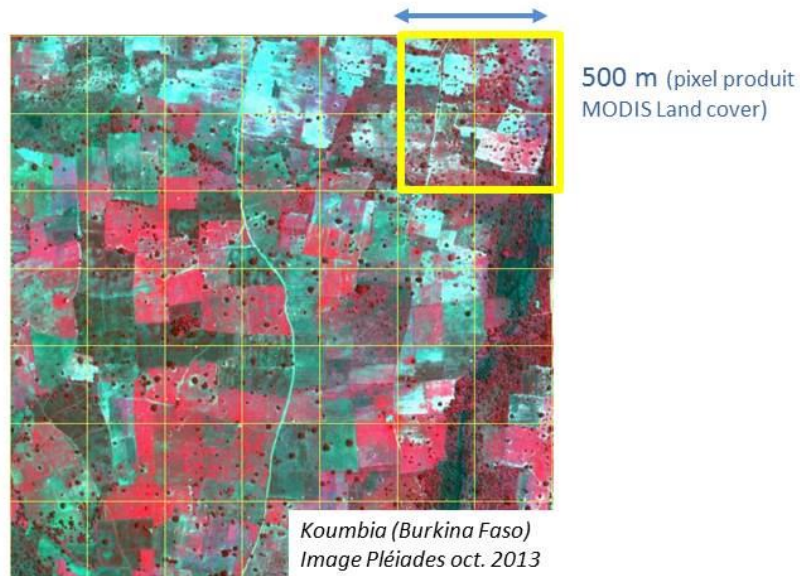 500 m (pixel produit
MODIS Land cover)
Koumbia (Burkina Faso)
Image Pléiades oct. 2013